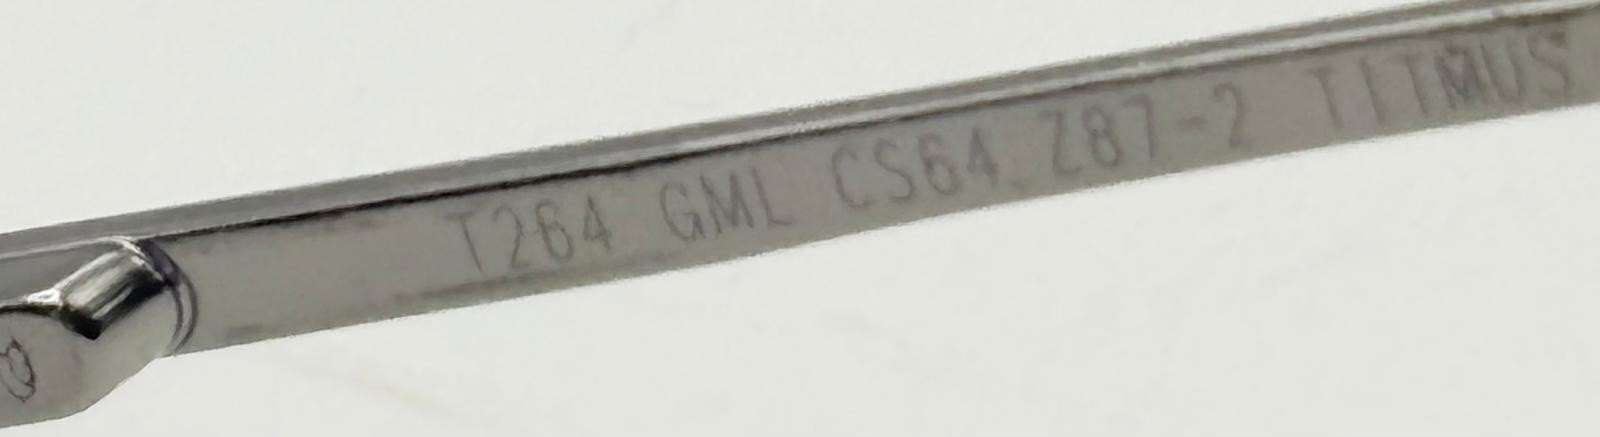 T264 GML CS64 Z87-2 TITMUS